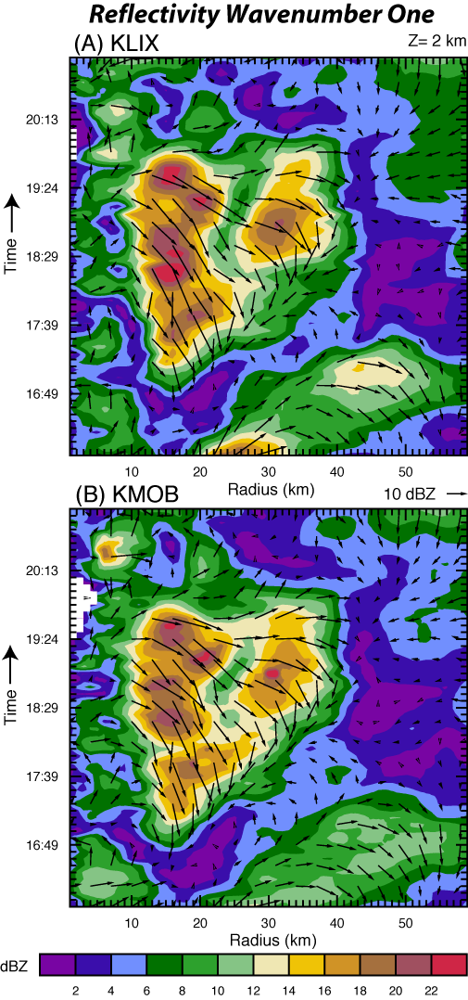 Reflectivity Wavenumber One
(A) KLIX
Z= 2 km
20:13
19:24
18:29
17:39
16:49
Time
10 20 30 40 50
Radius (km)
(B) KMOB
10 dBZ
20:13
19:24
18:29
17:39
16:49
Time
10 20 30 40 50
Radius (km)
dBZ
2 4 6 8 10 12 14 16 18 20 22